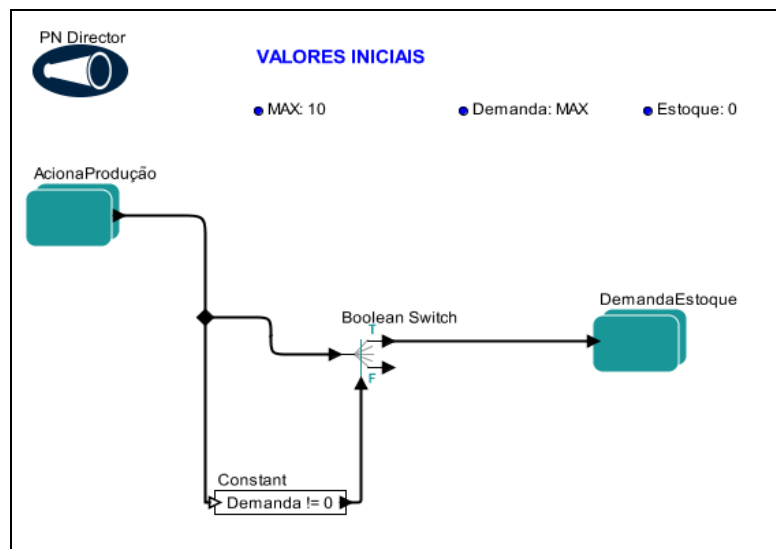 PN Director
VALORES INICIAIS
MAX: 10
Demanda: MAX
Estoque: 0
AcionaProdução
DemandaEstoque
Boolean Switch
T
F
Constant
Demanda != 0